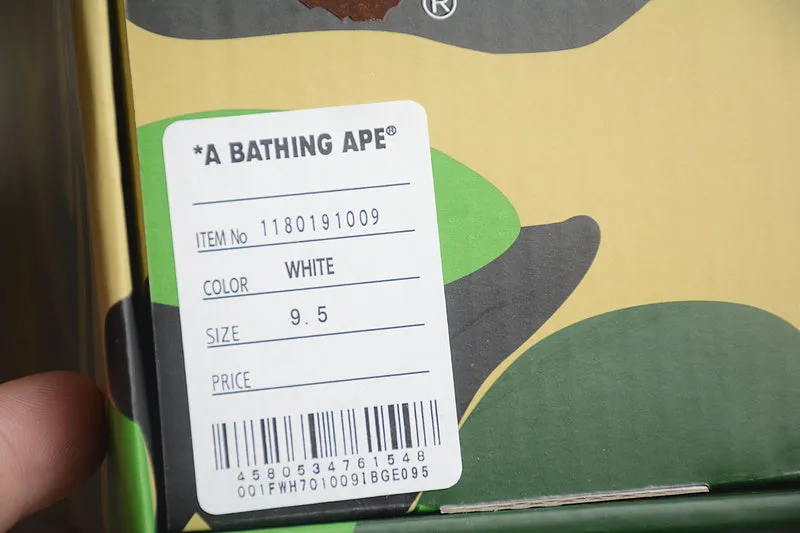 ®
*A BATHING APE®
ITEM No 1180191009
COLOR WHITE
SIZE 9.5
PRICE
4580534761548
001FWH701009IBGE095